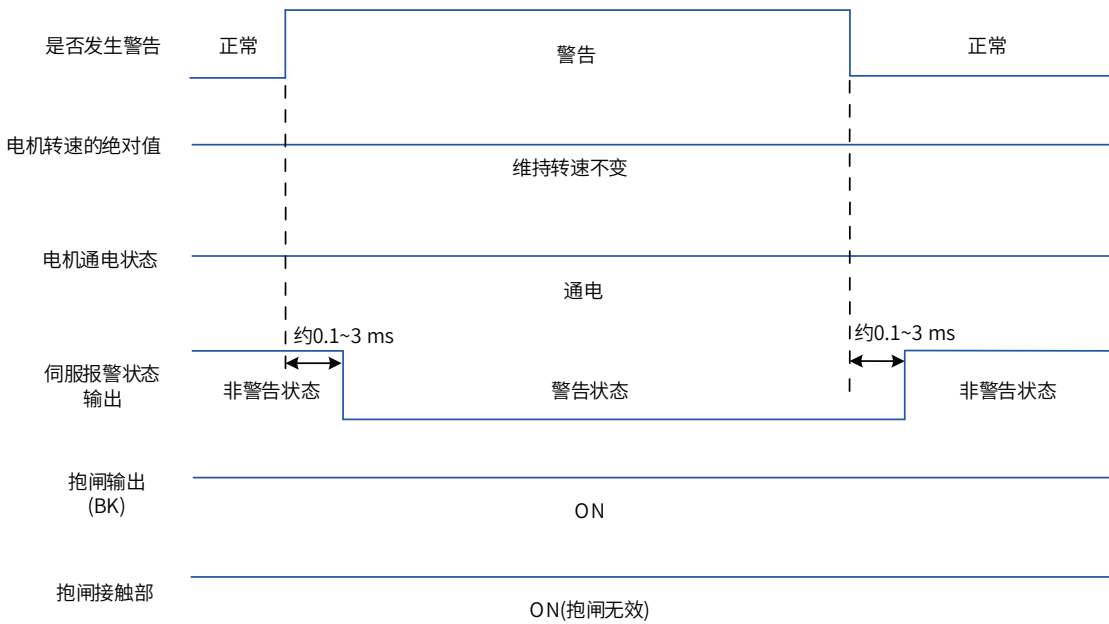 是否发生警告
正常
警告
正常
电机转速的绝对值
维持转速不变
电机通电状态
通电
约0.1~3 ms
约0.1~3 ms
伺服报警状态
输出
非警告状态
警告状态
非警告状态
抱闸输出
(BK)
ON
抱闸接触部
ON(抱闸无效)